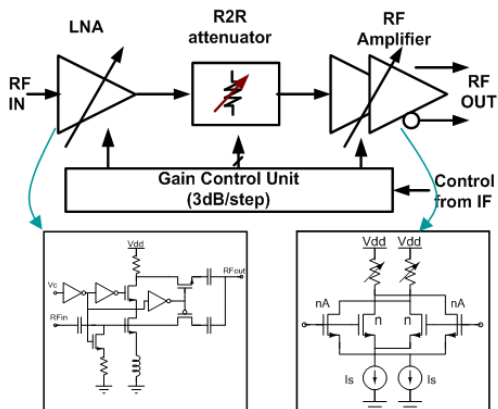 LNA
R2R
attenuator
RF
Amplifier
RF
IN
RF
OUT
Gain Control Unit
(3dB/step)
Control
from IF
Vdd
Vc
RFout
RFin
Vdd Vdd
nA
n
n
nA
Is
Is